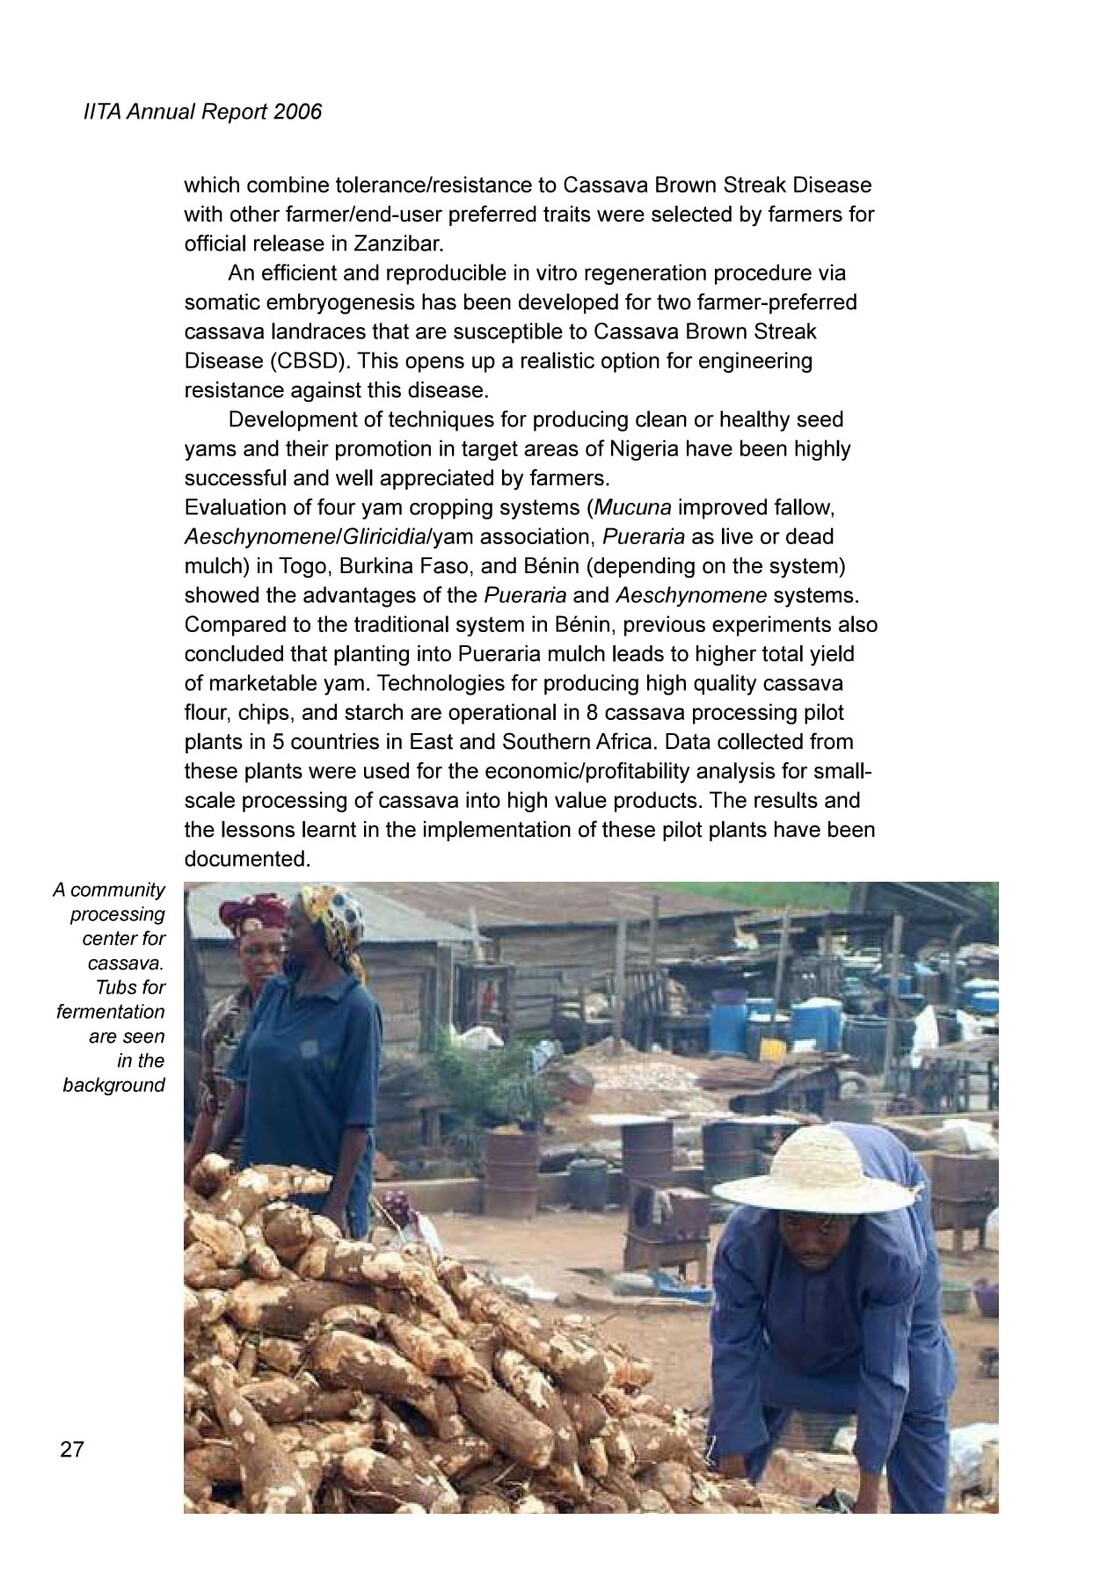 IITA Annual Report 2006
which combine tolerance/resistance to Cassava Brown Streak Disease
with other farmer/end-user preferred traits were selected by farmers for
official release in Zanzibar.
An efficient and reproducible in vitro regeneration procedure via
somatic embryogenesis has been developed for two farmer-preferred
cassava landraces that are susceptible to Cassava Brown Streak
Disease (CBSD). This opens up a realistic option for engineering
resistance against this disease.
Development of techniques for producing clean or healthy seed
yams and their promotion in target areas of Nigeria have been highly
successful and well appreciated by farmers.
Evaluation of four yam cropping systems (Mucuna improved fallow,
Aeschynomene/Gliricidia/yam association, Pueraria as live or dead
mulch) in Togo, Burkina Faso, and Bénin (depending on the system)
showed the advantages of the Pueraria and Aeschynomene systems.
Compared to the traditional system in Bénin, previous experiments also
concluded that planting into Pueraria mulch leads to higher total yield
of marketable yam. Technologies for producing high quality cassava
flour, chips, and starch are operational in 8 cassava processing pilot
plants in 5 countries in East and Southern Africa. Data collected from
these plants were used for the economic/profitability analysis for small-
scale processing of cassava into high value products. The results and
the lessons learnt in the implementation of these pilot plants have been
documented.
A community
processing
center for
cassava.
Tubs for
fermentation
are seen
in the
background
27